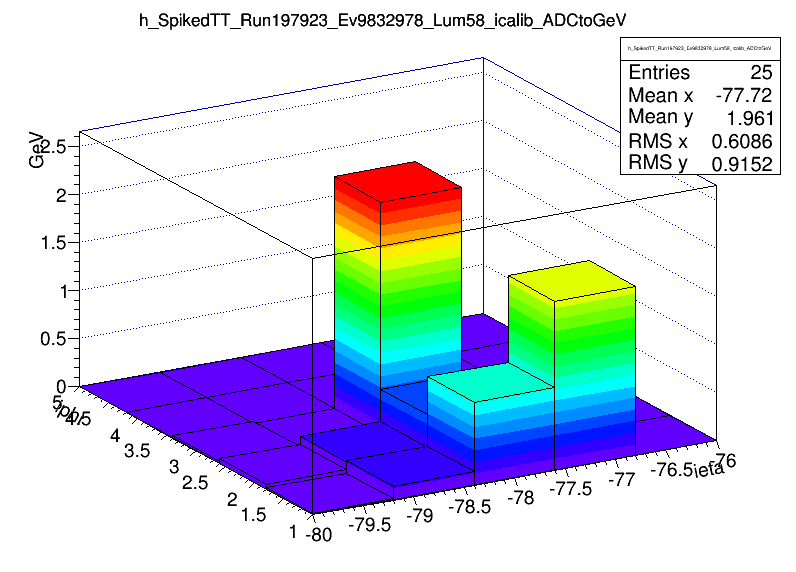 h_SpikedTT_Run197923_Ev9832978_Lum58_icalib_ADCtoGeV
h_SpikedTT_Run197923_Ev9832978_Lum58_icalib_ADCtoGeV
Entries 25
Mean x -77.72
Mean y 1.961
RMS x 0.6086
RMS y 0.9152
GeV
2.5
2
1.5
1
0.5
0
5
4.5
4
3.5
3
2.5
2
1.5
1
-80
-79.5
-79
-78.5
-78
-77.5
-77
-76.5
-76
ieta